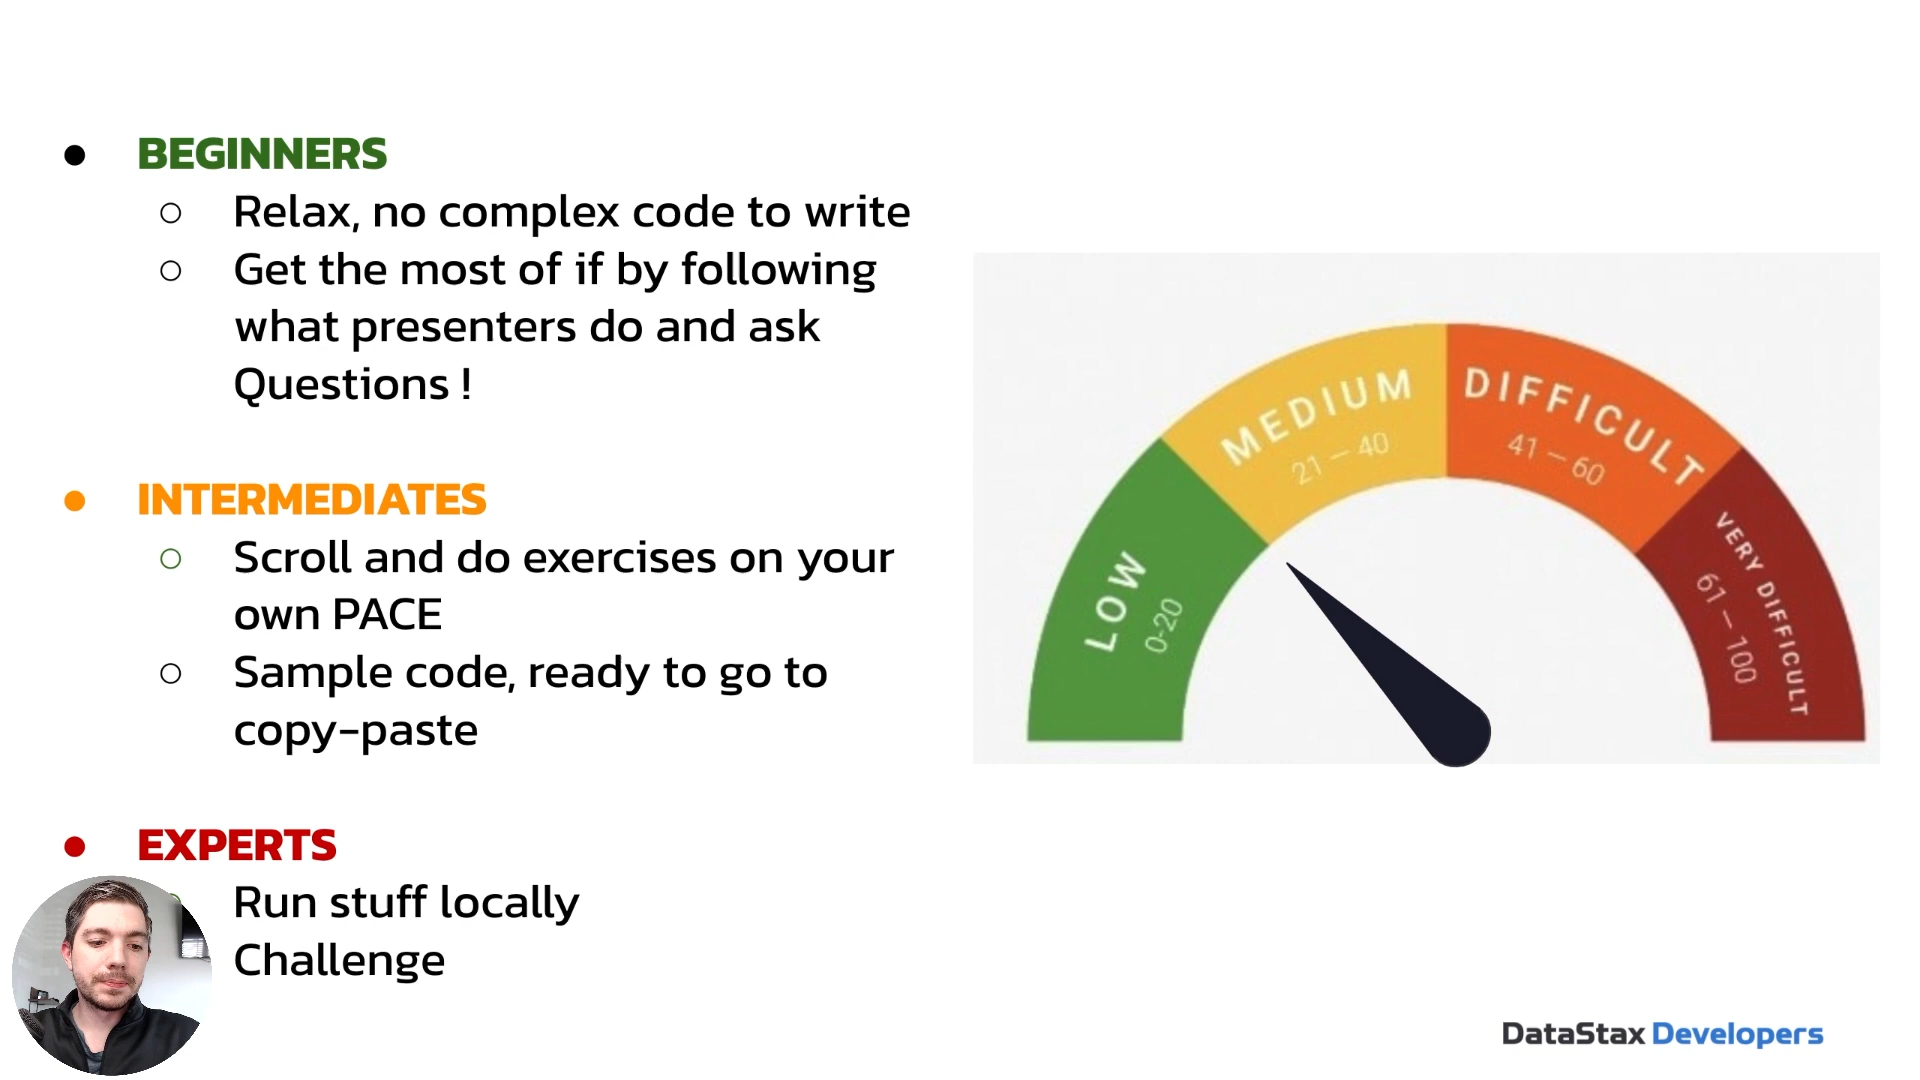 BEGINNERS
Relax, no complex code to write
Get the most of if by following
what presenters do and ask
Questions !
INTERMEDIATES
Scroll and do exercises on your
own PACE
Sample code, ready to go to
copy-paste
EXPERTS
Run stuff locally
Challenge
LOW
0-20
MEDIUM
21 — 40
DIFFICULT
41 — 60
VERY DIFFICULT
61 — 100
DataStax Developers